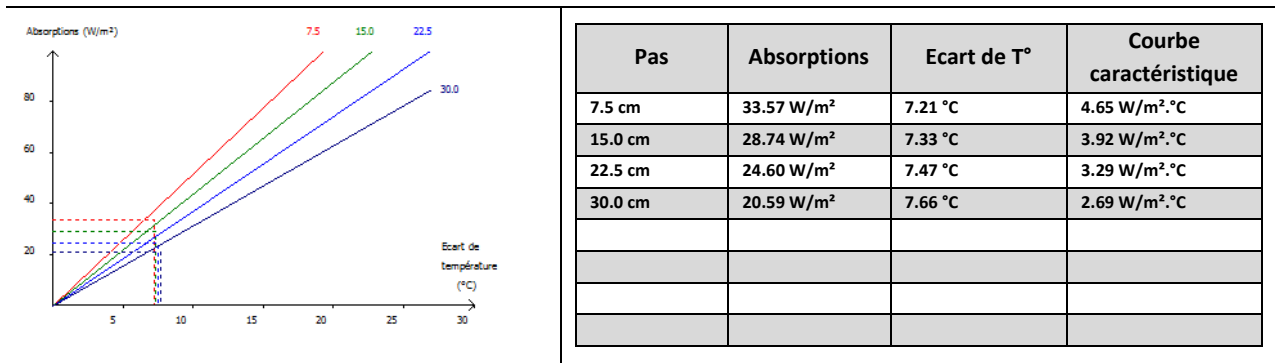 Absorptions (W/m²)
7.5 15.0 22.5
30.0
80
60
40
20
Ecart de
température
(°C)
5 10 15 20 25 30
Pas Absorptions Ecart de T° Courbe
caractéristique
7.5 cm 33.57 W/m² 7.21 °C 4.65 W/m².°C
15.0 cm 28.74 W/m² 7.33 °C 3.92 W/m².°C
22.5 cm 24.60 W/m² 7.47 °C 3.29 W/m².°C
30.0 cm 20.59 W/m² 7.66 °C 2.69 W/m².°C